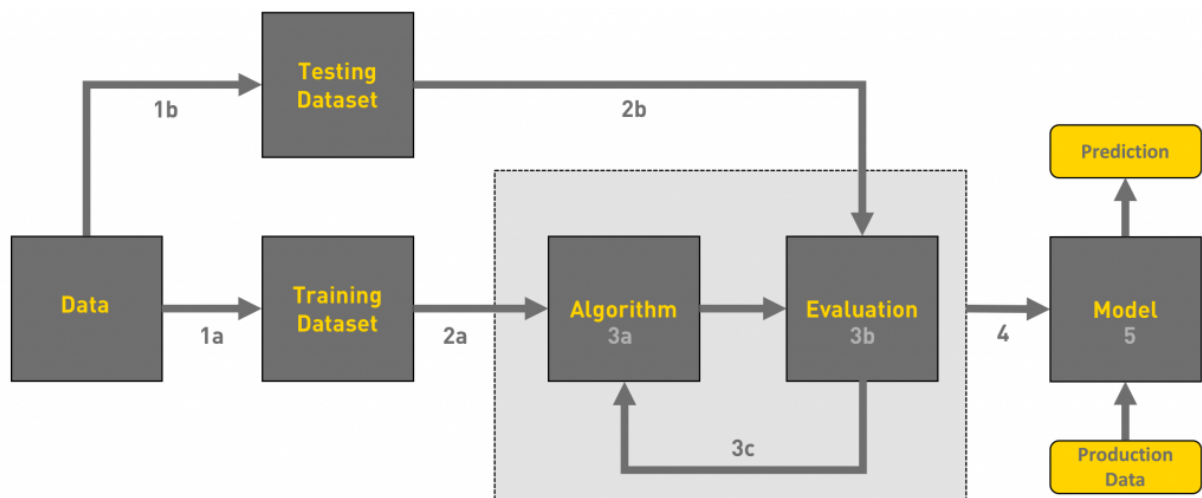 Testing
Dataset
1b
2b
Prediction
Data
1a
Training
Dataset
2a
Algorithm
3a
Evaluation
3b
4
Model
5
3c
Production
Data